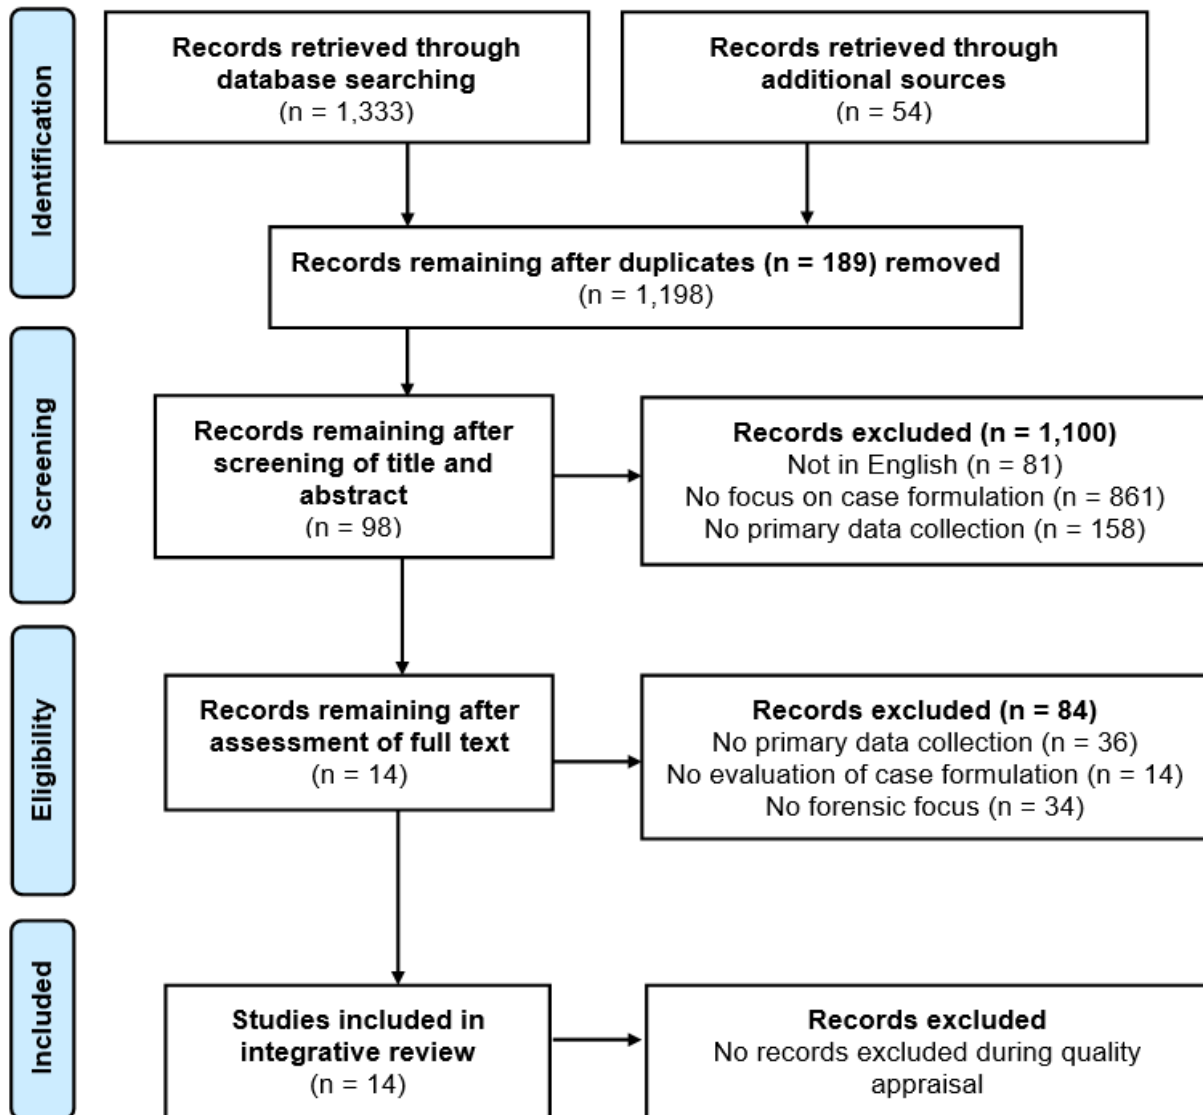 Identification
Records retrieved through
database searching
(n = 1,333)
Records retrieved through
additional sources
(n = 54)
Records remaining after duplicates (n = 189) removed
(n = 1,198)
Screening
Records remaining after
screening of title and
abstract
(n = 98)
Records excluded (n = 1,100)
Not in English (n = 81)
No focus on case formulation (n = 861)
No primary data collection (n = 158)
Eligibility
Records remaining after
assessment of full text
(n = 14)
Records excluded (n = 84)
No primary data collection (n = 36)
No evaluation of case formulation (n = 14)
No forensic focus (n = 34)
Included
Studies included in
integrative review
(n = 14)
Records excluded
No records excluded during quality
appraisal